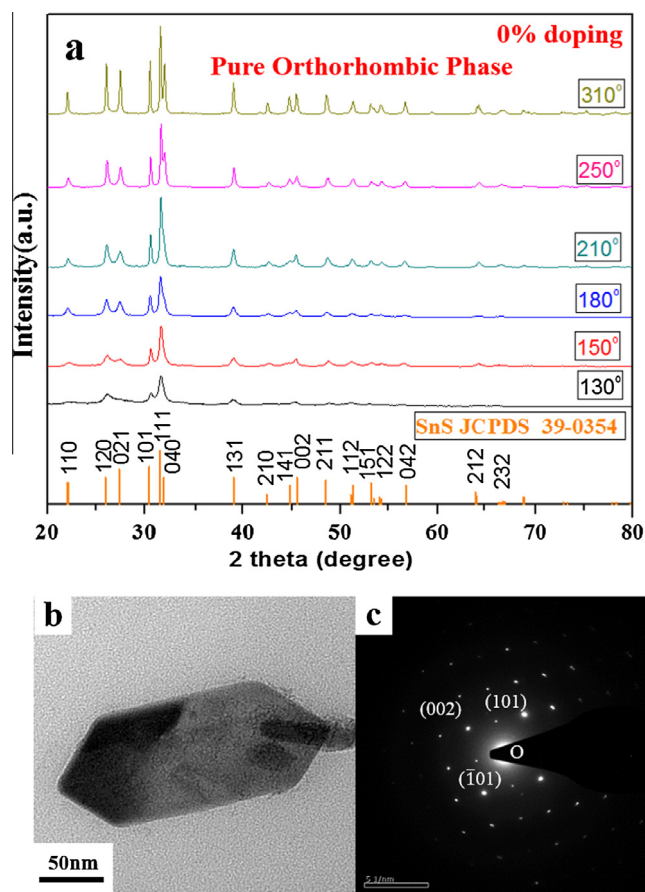 a
0% doping
Pure Orthorhombic Phase
310°
250°
210°
180°
150°
130°
Intensity(a.u.)
SnS JCPDS 39-0354
110
120
021
101
111
040
131
210
141
002
211
112
151
122
042
212
232
20 30 40 50 60 70 80
2 theta (degree)
b
50nm
c
(002)
(101)
O
(1̄01)
5 1/nm